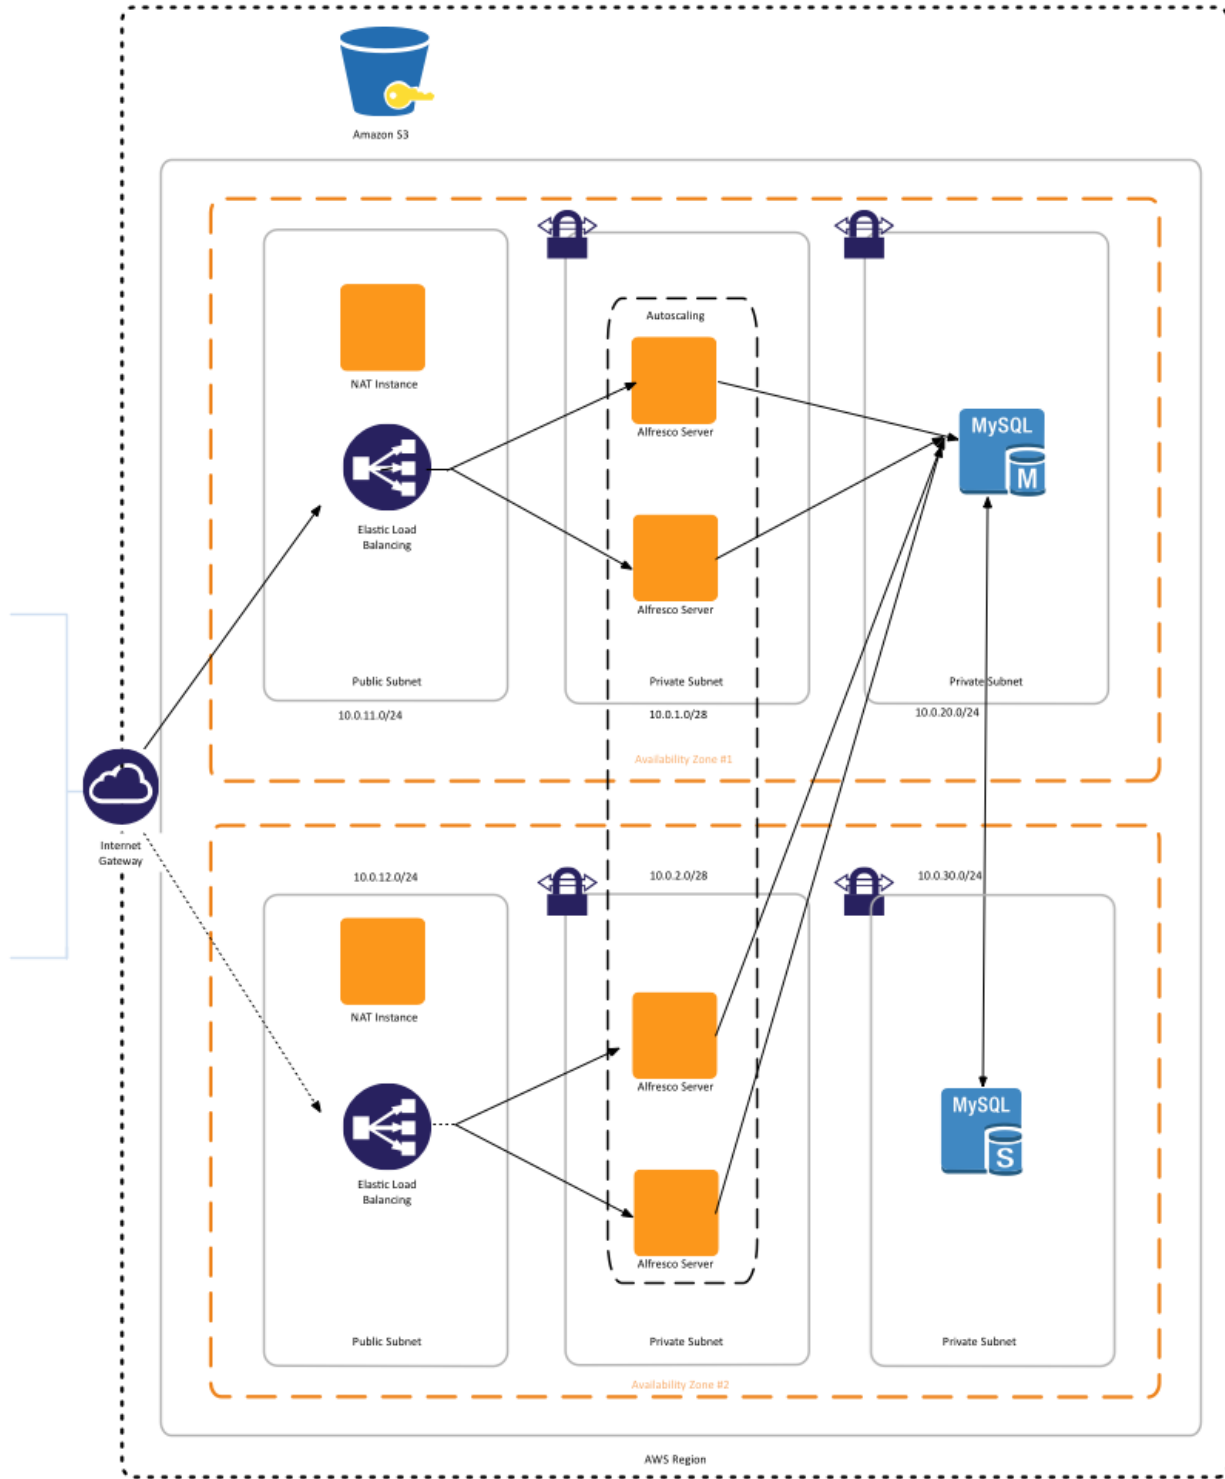 Amazon S3
Autoscaling
NAT Instance
Alfresco Server
MySQL
M
Elastic Load
Balancing
Alfresco Server
Public Subnet
Private Subnet
Private Subnet
10.0.11.0/24
10.0.1.0/28
10.0.20.0/24
Availability Zone #1
Internet
Gateway
10.0.12.0/24
10.0.2.0/28
10.0.30.0/24
NAT Instance
Alfresco Server
MySQL
S
Elastic Load
Balancing
Alfresco Server
Public Subnet
Private Subnet
Private Subnet
Availability Zone #2
AWS Region